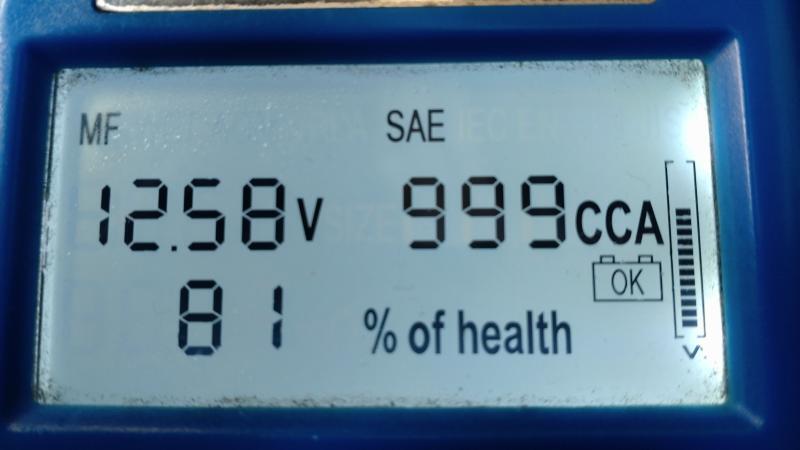 MF SAE
12.58V 999CCA
OK
81 % of health